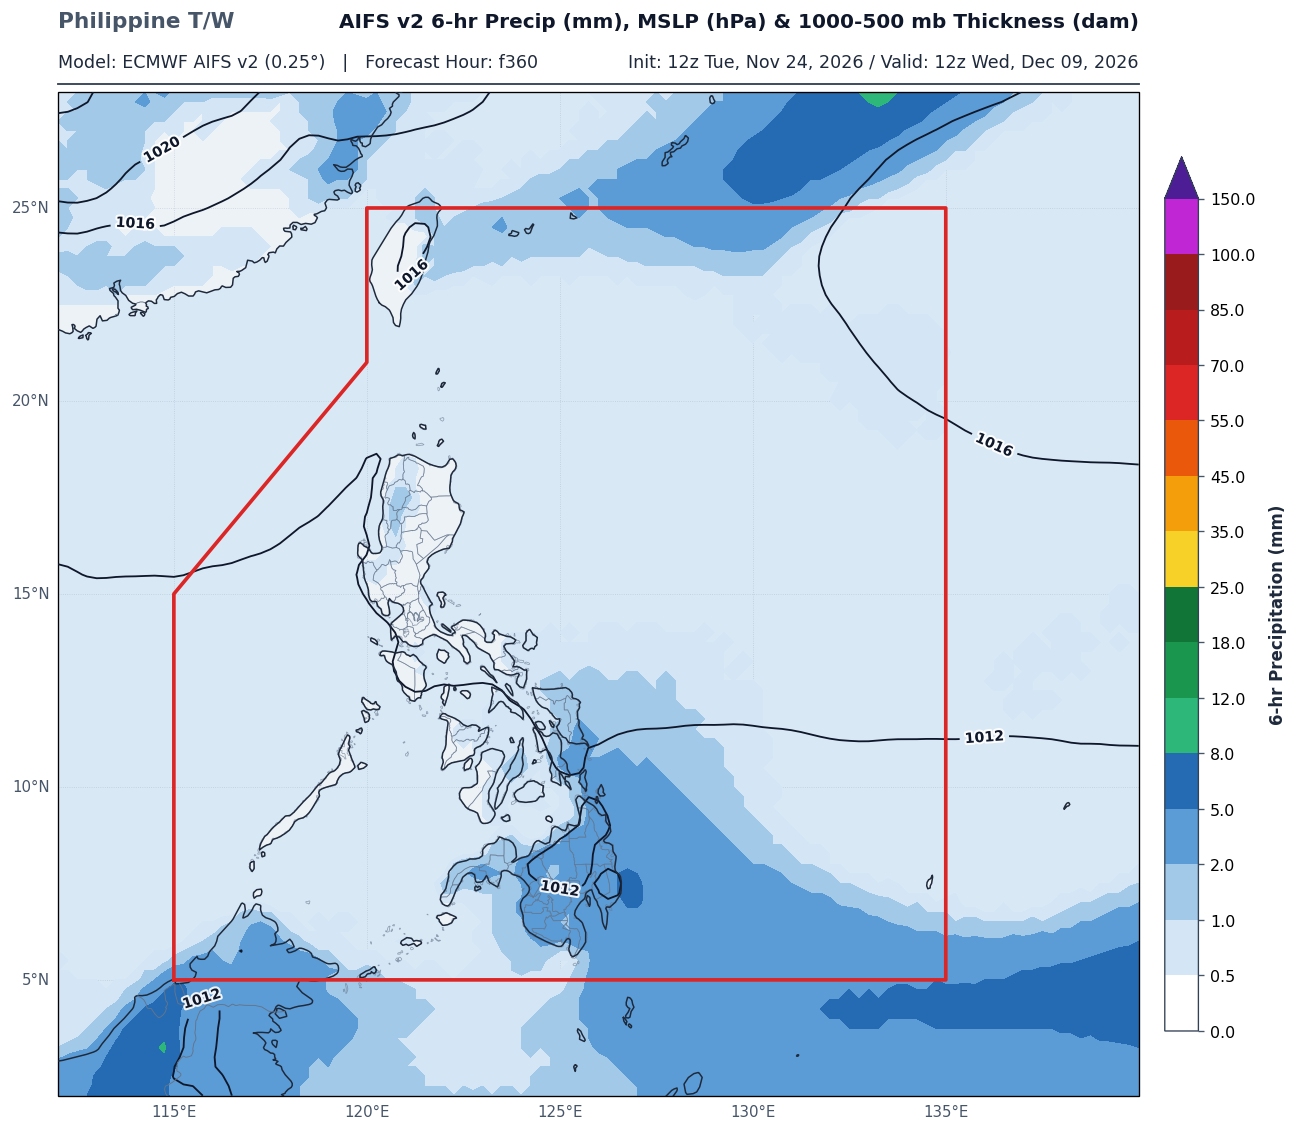 Philippine T/W
AIFS v2 6-hr Precip (mm), MSLP (hPa) & 1000-500 mb Thickness (dam)
Model: ECMWF AIFS v2 (0.25°) | Forecast Hour: f360
Init: 12z Tue, Nov 24, 2026 / Valid: 12z Wed, Dec 09, 2026
1020
1016
1016
1016
1012
1012
1012
25°N
20°N
15°N
10°N
5°N
115°E
120°E
125°E
130°E
135°E
150.0
100.0
85.0
70.0
55.0
45.0
35.0
25.0
18.0
12.0
8.0
5.0
2.0
1.0
0.5
0.0
6-hr Precipitation (mm)